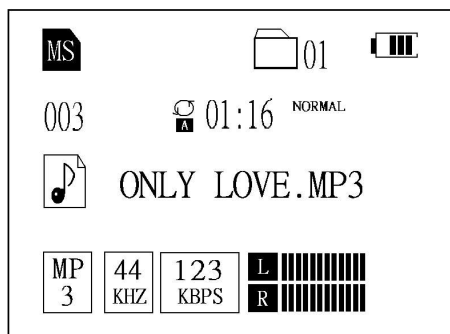 MS 01
003 A 01:16 NORMAL
ONLY LOVE.MP3
MP 44 123 L
3 KHZ KBPS R